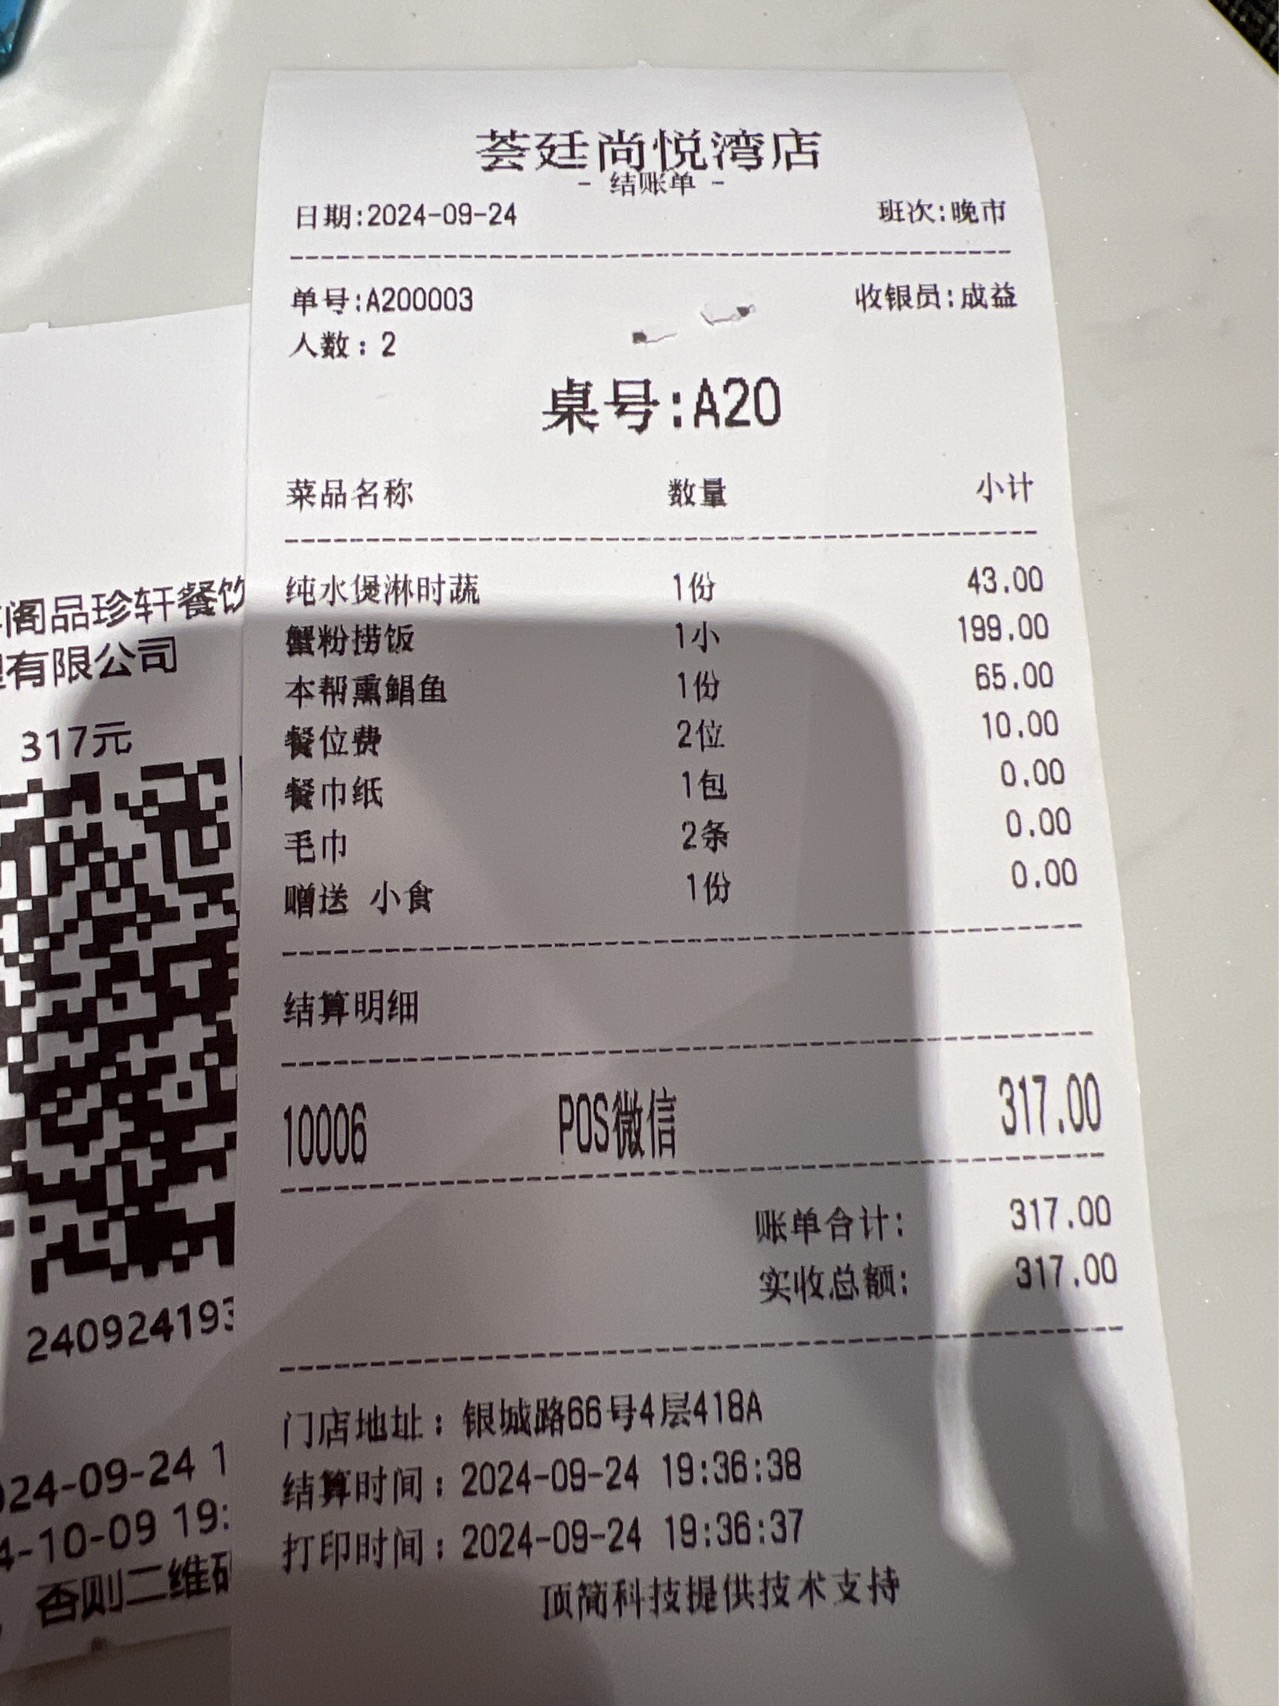 荟廷尚悦湾店
- 结账单 -
日期:2024-09-24 班次:晚市
单号:A200003 收银员:成益
人数: 2
桌号:A20
菜品名称 数量 小计
纯水煲淋时蔬 1份 43.00
蟹粉捞饭 1小 199.00
本帮熏鲳鱼 1份 65.00
餐位费 2位 10.00
餐巾纸 1包 0.00
毛巾 2条 0.00
赠送 小食 1份 0.00
结算明细
10006 POS微信 317.00
账单合计: 317.00
实收总额: 317.00
门店地址: 银城路66号4层418A
结算时间: 2024-09-24 19:36:38
打印时间: 2024-09-24 19:36:37
顶简科技提供技术支持
阁品珍轩餐饮
有限公司
317元
24092419
24-09-24 1
-10-09 19:
否则二维码